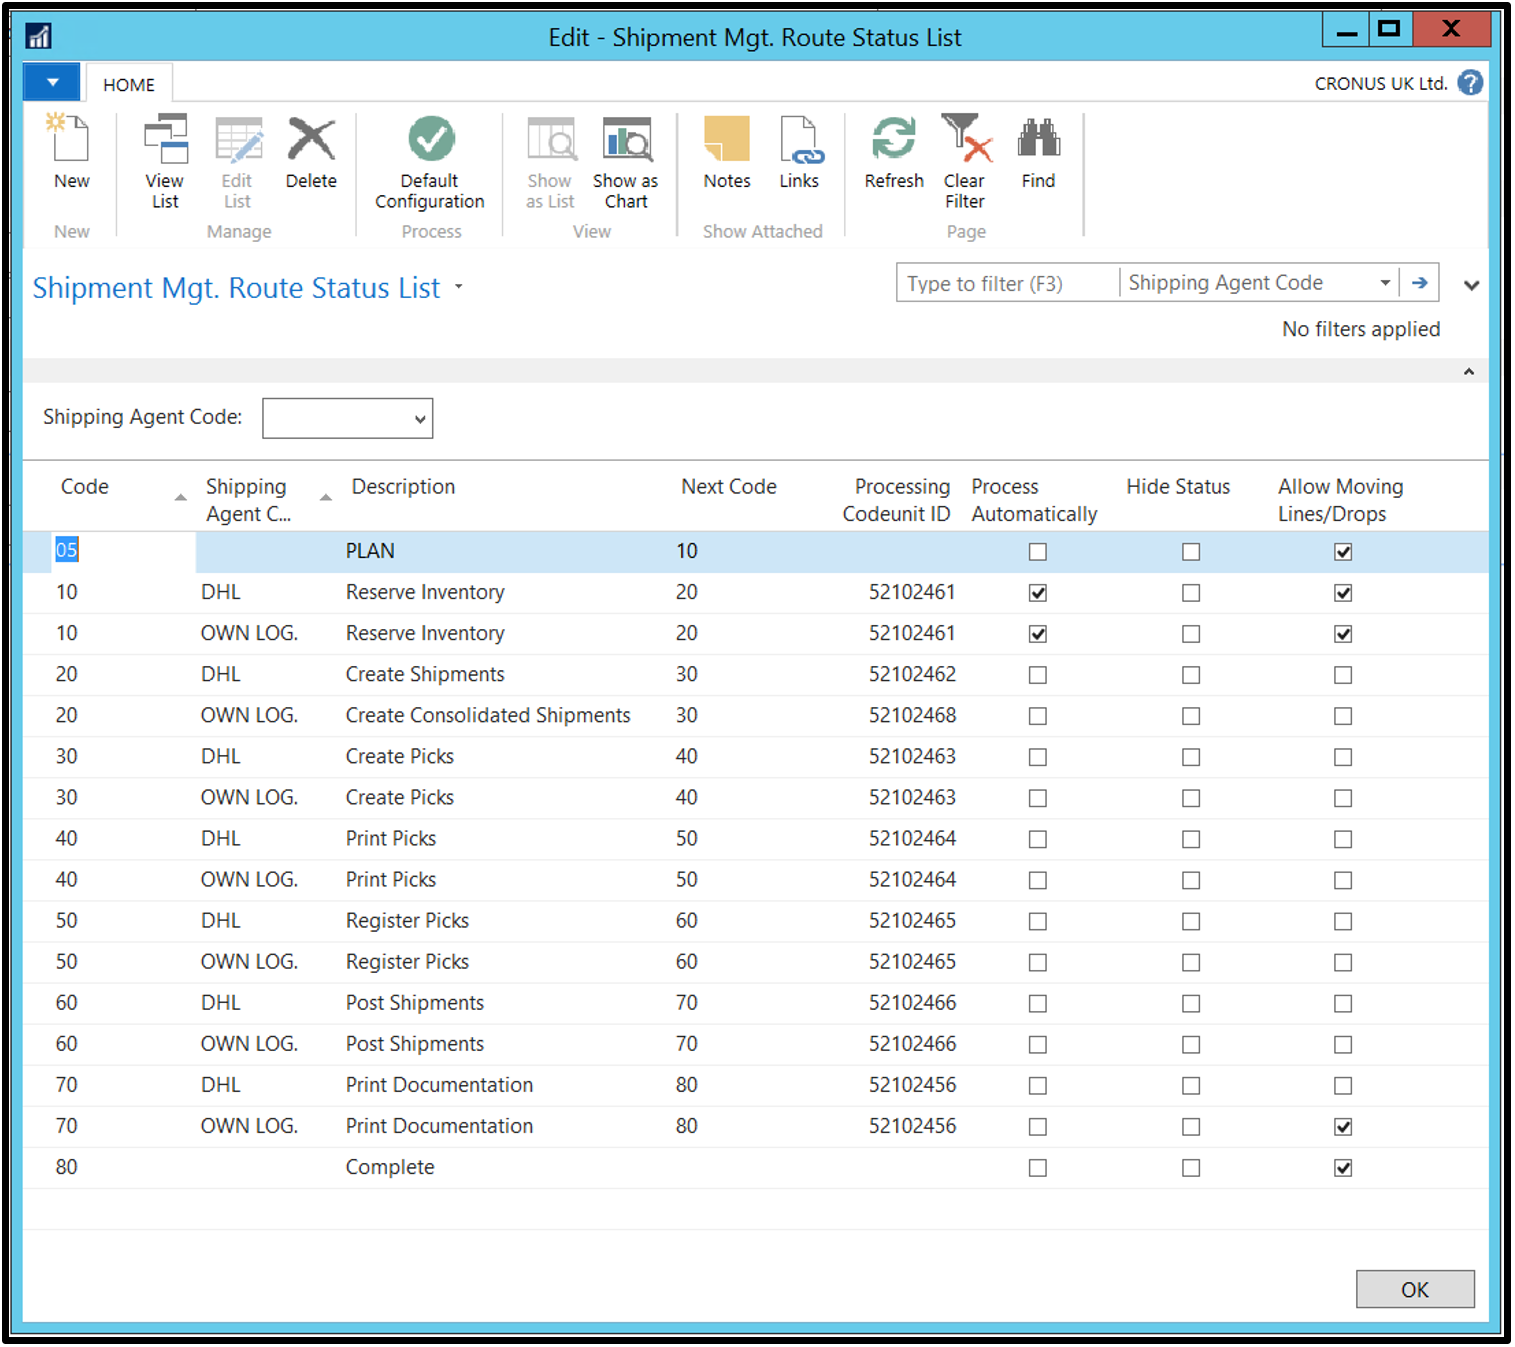 Edit - Shipment Mgt. Route Status List
HOME
CRONUS UK Ltd. ?
New
View List
Edit List
Delete
Default Configuration
Show as List
Show as Chart
Notes
Links
Refresh
Clear Filter
Find
New
Manage
Process
View
Show Attached
Page
Shipment Mgt. Route Status List
Type to filter (F3) Shipping Agent Code
No filters applied
Shipping Agent Code:
Code Shipping Agent C... Description Next Code Processing Codeunit ID Process Automatically Hide Status Allow Moving Lines/Drops
05 PLAN 10
10 DHL Reserve Inventory 20 52102461
10 OWN LOG. Reserve Inventory 20 52102461
20 DHL Create Shipments 30 52102462
20 OWN LOG. Create Consolidated Shipments 30 52102468
30 DHL Create Picks 40 52102463
30 OWN LOG. Create Picks 40 52102463
40 DHL Print Picks 50 52102464
40 OWN LOG. Print Picks 50 52102464
50 DHL Register Picks 60 52102465
50 OWN LOG. Register Picks 60 52102465
60 DHL Post Shipments 70 52102466
60 OWN LOG. Post Shipments 70 52102466
70 DHL Print Documentation 80 52102456
70 OWN LOG. Print Documentation 80 52102456
80 Complete
OK